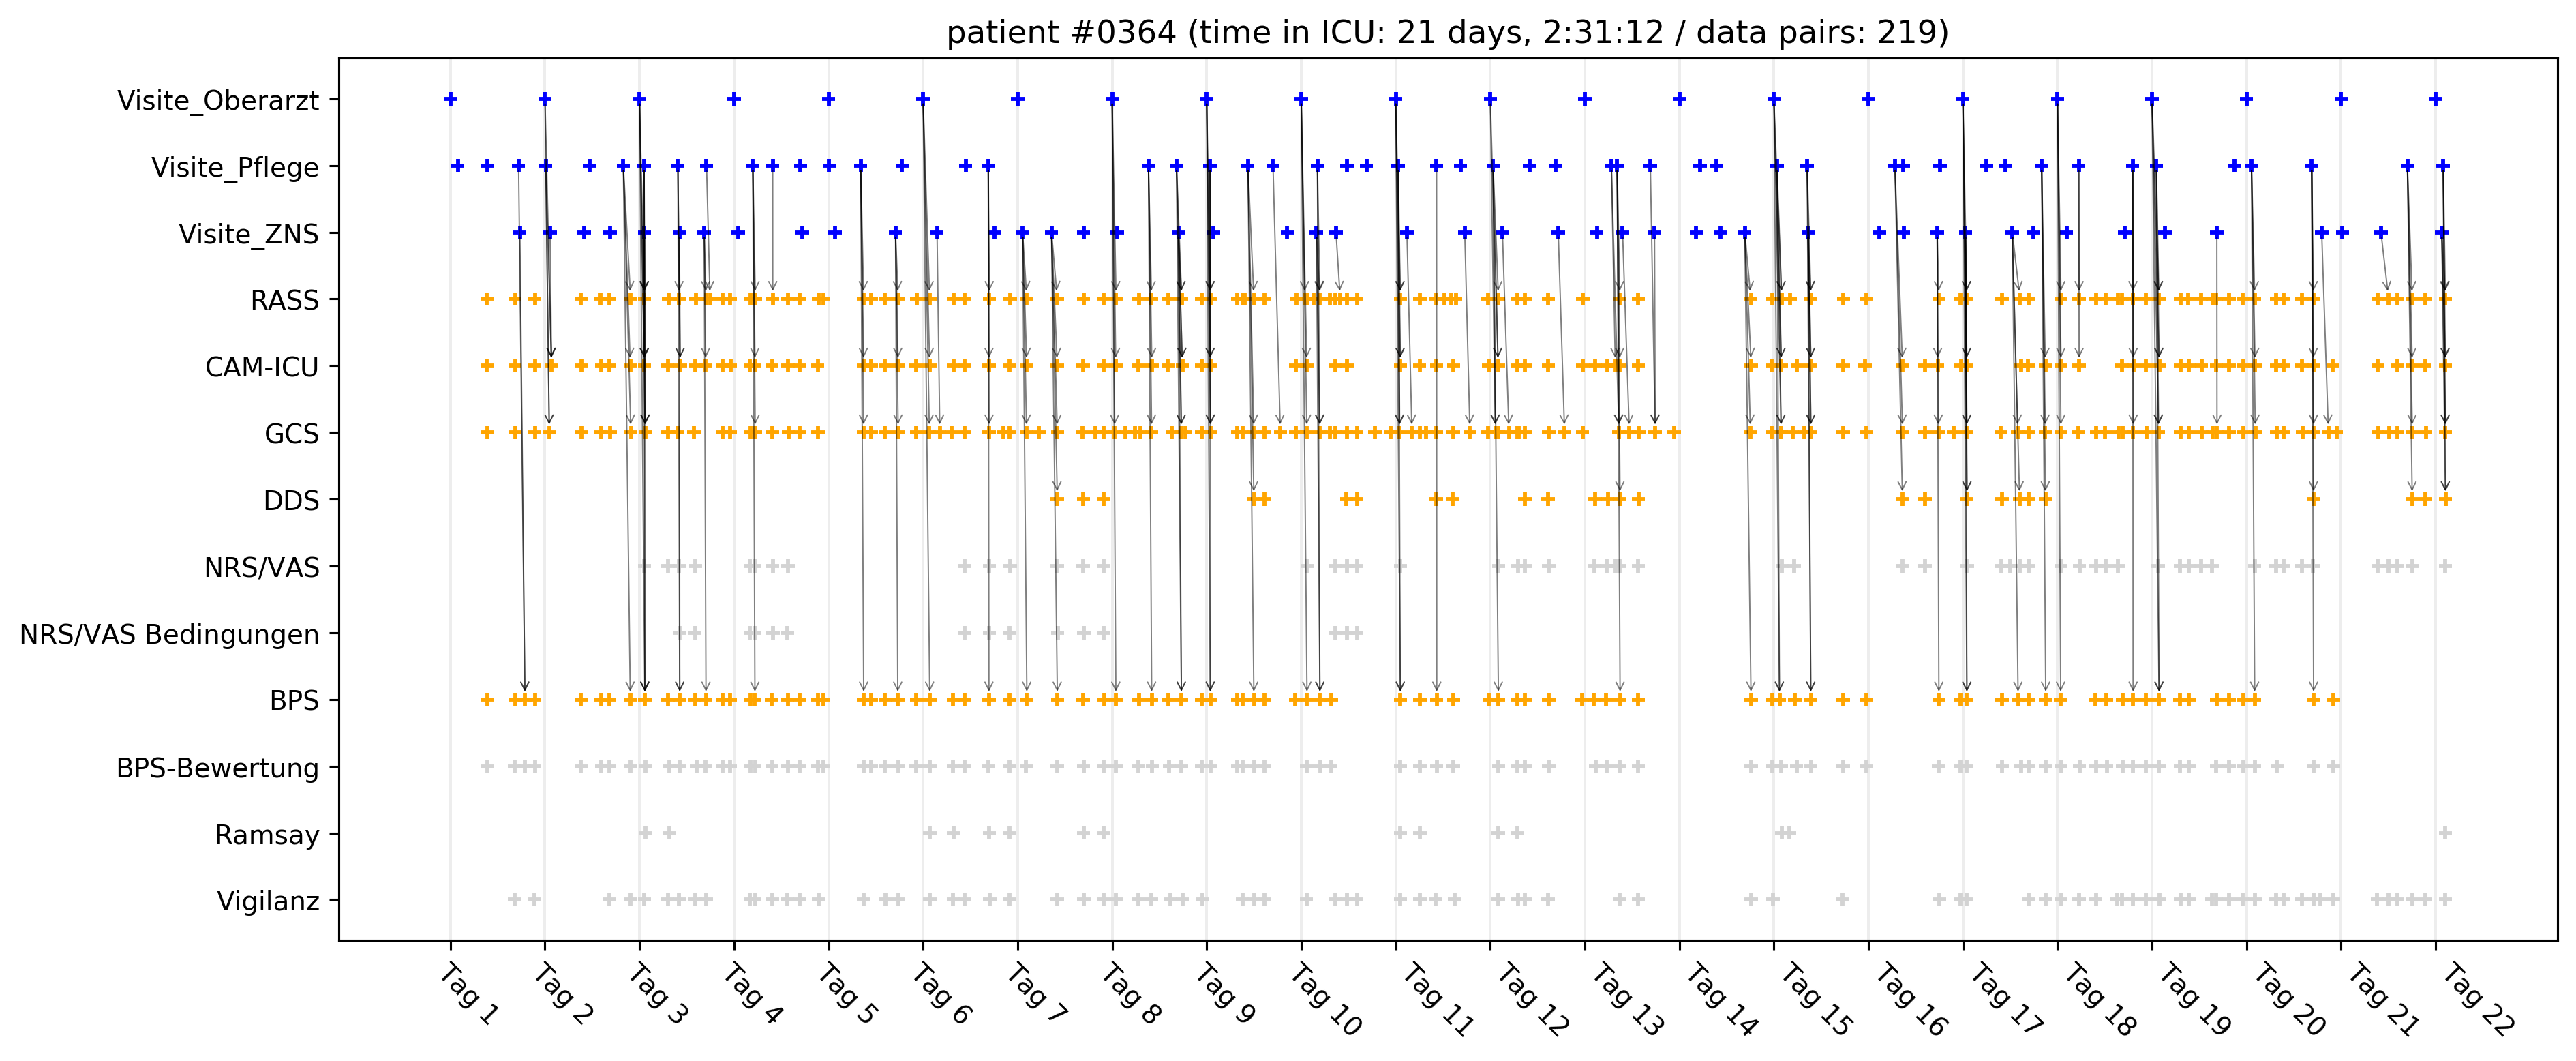 patient #0364 (time in ICU: 21 days, 2:31:12 / data pairs: 219)
Visite_Oberarzt
Visite_Pflege
Visite_ZNS
RASS
CAM-ICU
GCS
DDS
NRS/VAS
NRS/VAS Bedingungen
BPS
BPS-Bewertung
Ramsay
Vigilanz
Tag 1
Tag 2
Tag 3
Tag 4
Tag 5
Tag 6
Tag 7
Tag 8
Tag 9
Tag 10
Tag 11
Tag 12
Tag 13
Tag 14
Tag 15
Tag 16
Tag 17
Tag 18
Tag 19
Tag 20
Tag 21
Tag 22